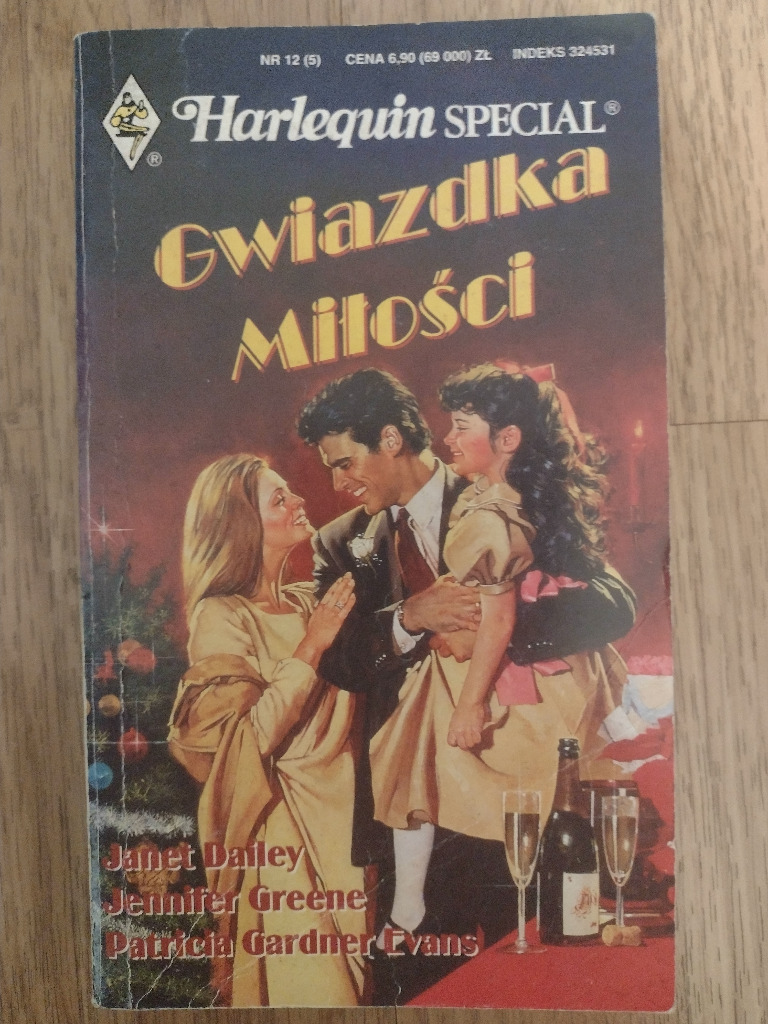 NR 12 (5) CENA 6,90 (69 000) ZŁ INDEKS 324531
Harlequin SPECIAL®
®
Gwiazdka
Miłości
Janet Dailey
Jennifer Greene
Patricia Gardner Evans